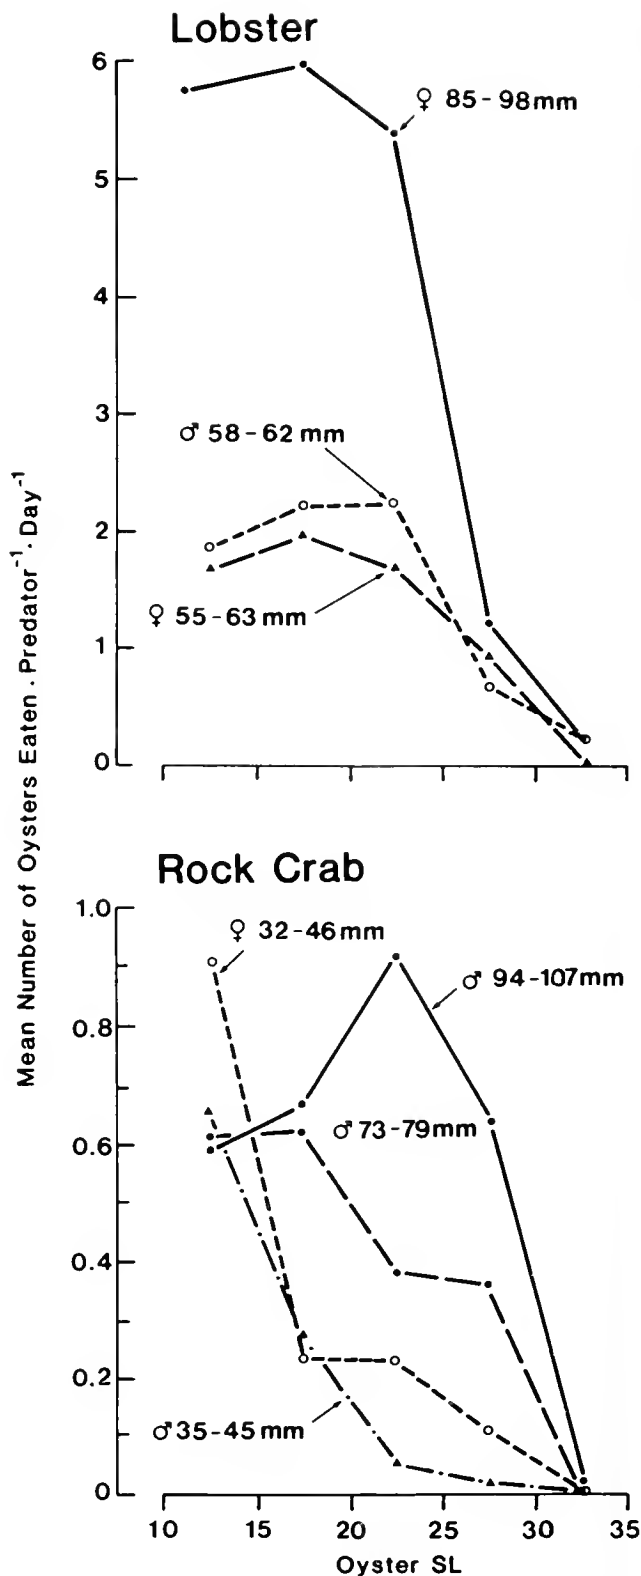 Lobster
6
♀ 85-98mm
5
4
3
♂ 58-62 mm
2
♀ 55-63 mm
1
0
Mean Number of Oysters Eaten · Predator⁻¹ · Day⁻¹
Rock Crab
1.0
♀ 32-46mm
♂ 94-107mm
0.8
♂ 73-79mm
0.6
0.4
0.2
♂ 35-45 mm
0
10 15 20 25 30 35
Oyster SL